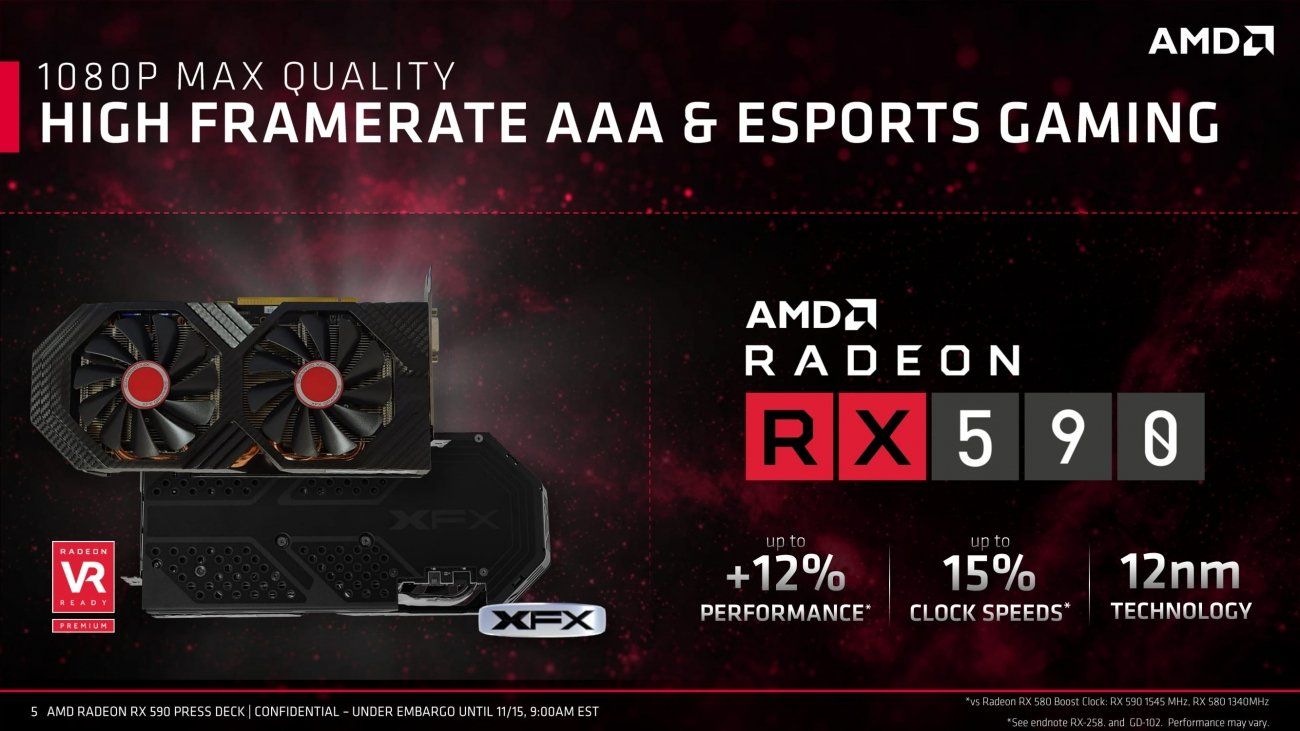 AMD
1080P MAX QUALITY
HIGH FRAMERATE AAA & ESPORTS GAMING
AMD
RADEON
RX 590
XFX
RADEON
VR
READY
PREMIUM
XFX
up to
+12%
PERFORMANCE*
up to
15%
CLOCK SPEEDS*
12nm
TECHNOLOGY
*vs Radeon RX 580 Boost Clock: RX 590 1545 MHz, RX 580 1340MHz
5 AMD RADEON RX 590 PRESS DECK | CONFIDENTIAL – UNDER EMBARGO UNTIL 11/15, 9:00AM EST
*See endnote RX-258. and GD-102. Performance may vary.